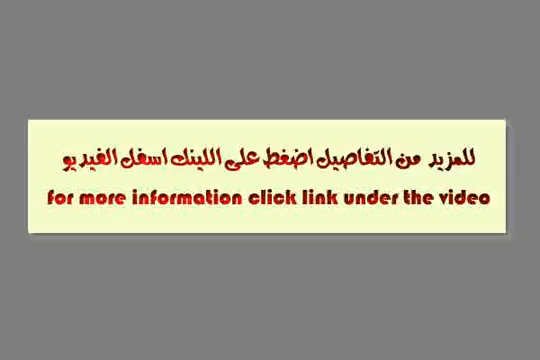 للمزيد من التفاصيل اضغط على اللينك اسفل الفيديو
for more information click link under the video